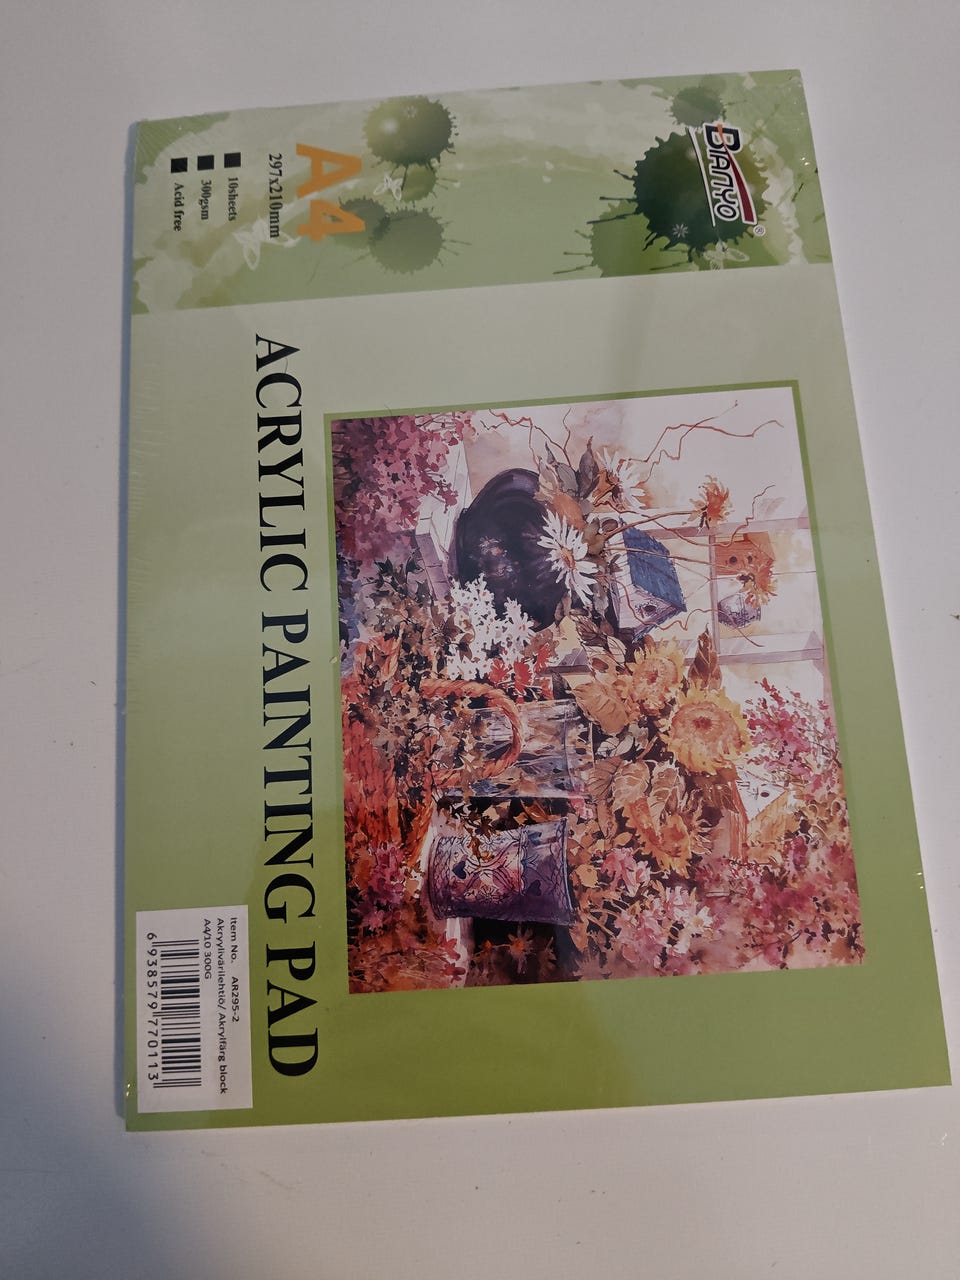 BIANYO®
A4
297x210mm
10sheets
300gsm
Acid free
ACRYLIC PAINTING PAD
Item No. AR295-2
Akryylivärilehtiö/ Akrylfärg block
A4/10 300G
6 938579 770113